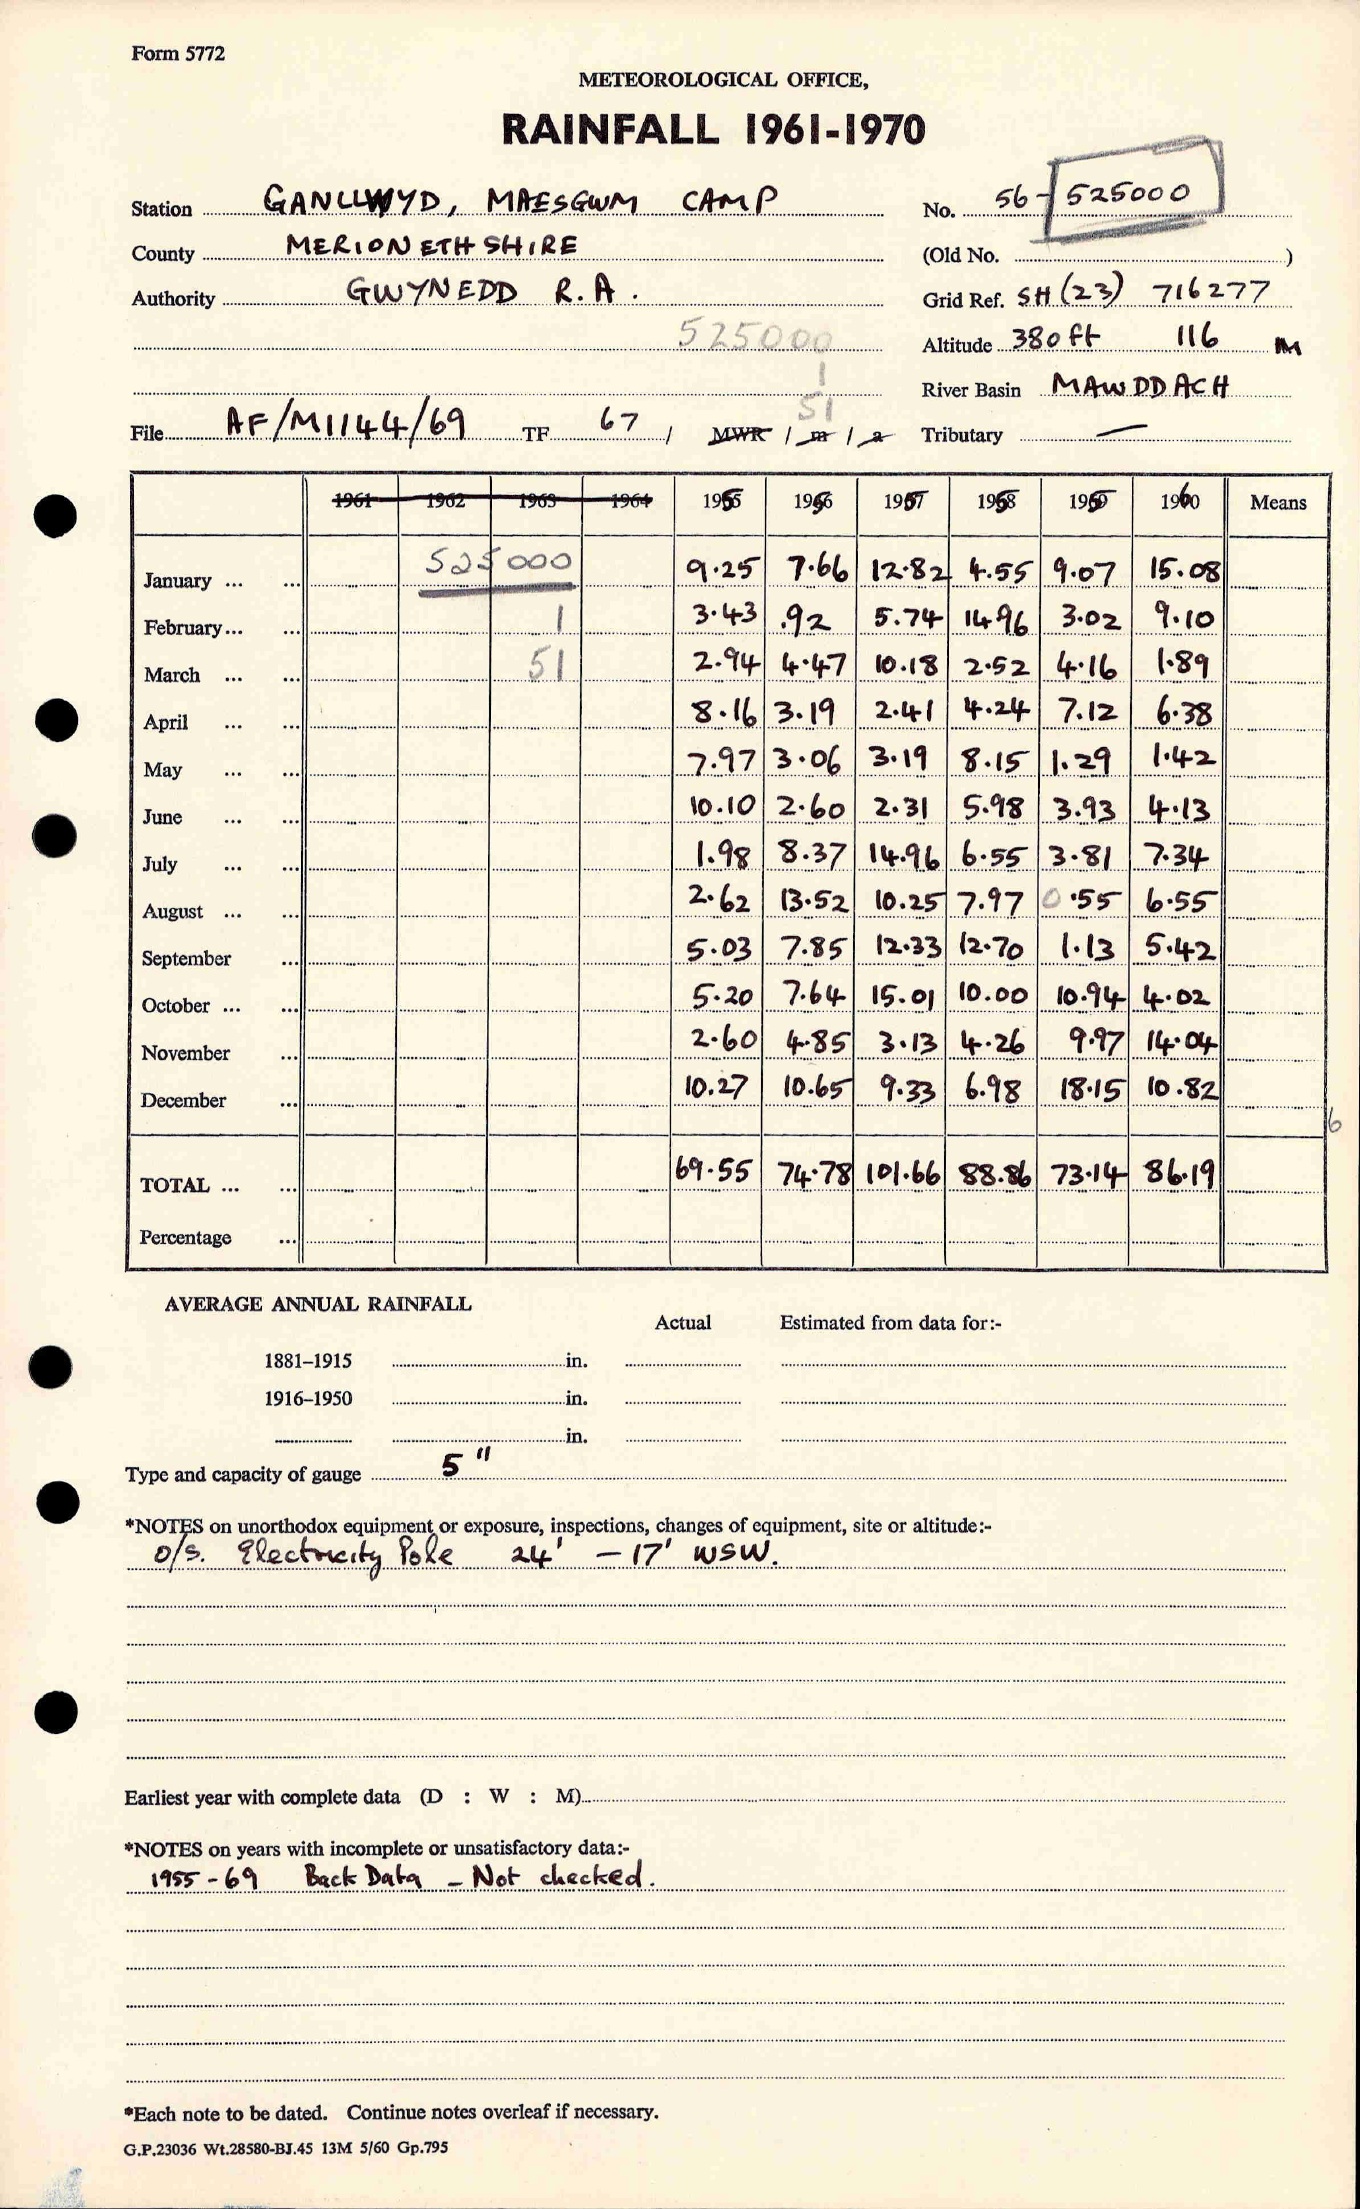 Form 5772
METEOROLOGICAL OFFICE,
RAINFALL 1961-1970
Station GANLLWYD, MAESGWM CAMP No. 56-525000
County MERIONETHSHIRE (Old No. )
Authority GWYNEDD R.A. Grid Ref. SH (23) 716277
525000 Altitude 380 ft 116 M
1 River Basin MAWDDACH
51
File AF/M1144/69 TF 67 / MWR / m / a Tributary —
1961 1962 1963 1964 1955 1956 1957 1958 1959 1960 Means
January ... ... 525000 9.25 7.66 12.82 4.55 9.07 15.08
February ... ... 1 3.43 .92 5.74 14.96 3.02 9.10
March ... ... 51 2.94 4.47 10.18 2.52 4.16 1.89
April ... ... 8.16 3.19 2.41 4.24 7.12 6.38
May ... ... 7.97 3.06 3.19 8.15 1.29 1.42
June ... ... 10.10 2.60 2.31 5.98 3.93 4.13
July ... ... 1.98 8.37 14.96 6.55 3.81 7.34
August ... ... 2.62 13.52 10.25 7.97 0.55 6.55
September ... 5.03 7.85 12.33 12.70 1.13 5.42
October ... ... 5.20 7.64 15.01 10.00 10.94 4.02
November ... 2.60 4.85 3.13 4.26 9.97 14.04
December ... 10.27 10.65 9.33 6.98 18.15 10.82
6
TOTAL ... ... 69.55 74.78 101.66 88.86 73.14 86.19
Percentage ...
AVERAGE ANNUAL RAINFALL
Actual Estimated from data for:-
1881–1915 in.
1916–1950 in.
in.
Type and capacity of gauge 5"
*NOTES on unorthodox equipment or exposure, inspections, changes of equipment, site or altitude:-
O/S. Electricity Pole 24' – 17' WSW.
Earliest year with complete data (D : W : M)
*NOTES on years with incomplete or unsatisfactory data:-
1955-69 Back Data – Not checked.
*Each note to be dated. Continue notes overleaf if necessary.
G.P.23036 Wt.28580-BJ.45 13M 5/60 Gp.795